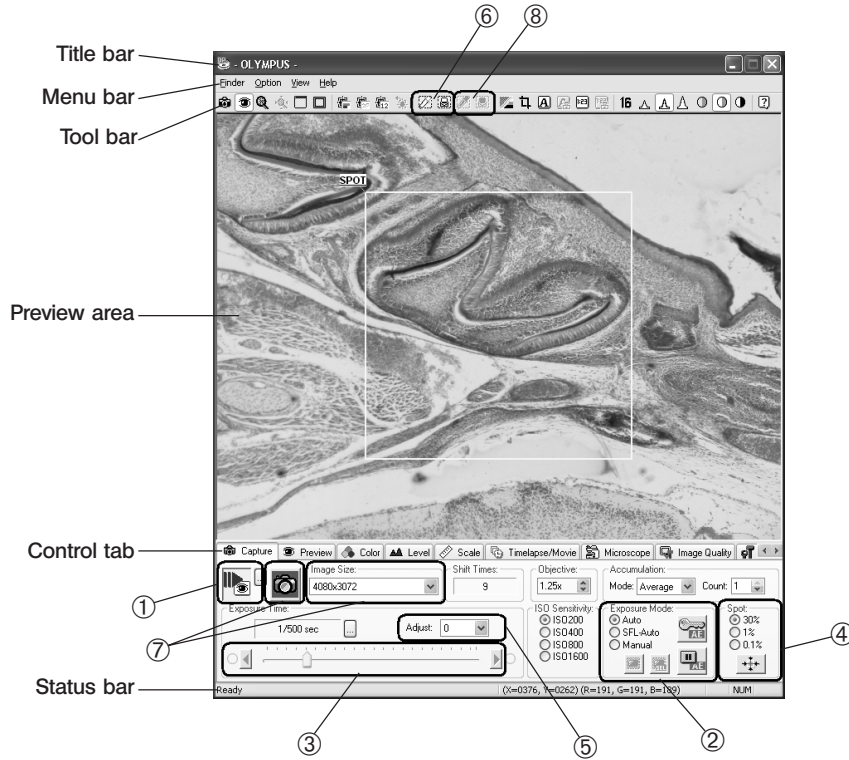 ⑥ ⑧
Title bar
- OLYMPUS -
Menu bar
Finder Option View Help
Tool bar
16
SPOT
Preview area
Control tab
Capture Preview Color Level Scale Timelapse/Movie Microscope Image Quality
①
Image Size: Shift Times: Objective: Accumulation:
4080x3072 9 1.25x Mode: Average Count: 1
Exposure Time: ISO Sensitivity: Exposure Mode: Spot:
1/500 sec ... Adjust: 0
ISO200 Auto 30%
ISO400 SFL-Auto AE 1%
ISO800 Manual 0.1%
ISO1600 AE
④
⑦
Status bar
Ready (X=0376, Y=0262) (R=191, G=191, B=189) NUM
③ ⑤ ②